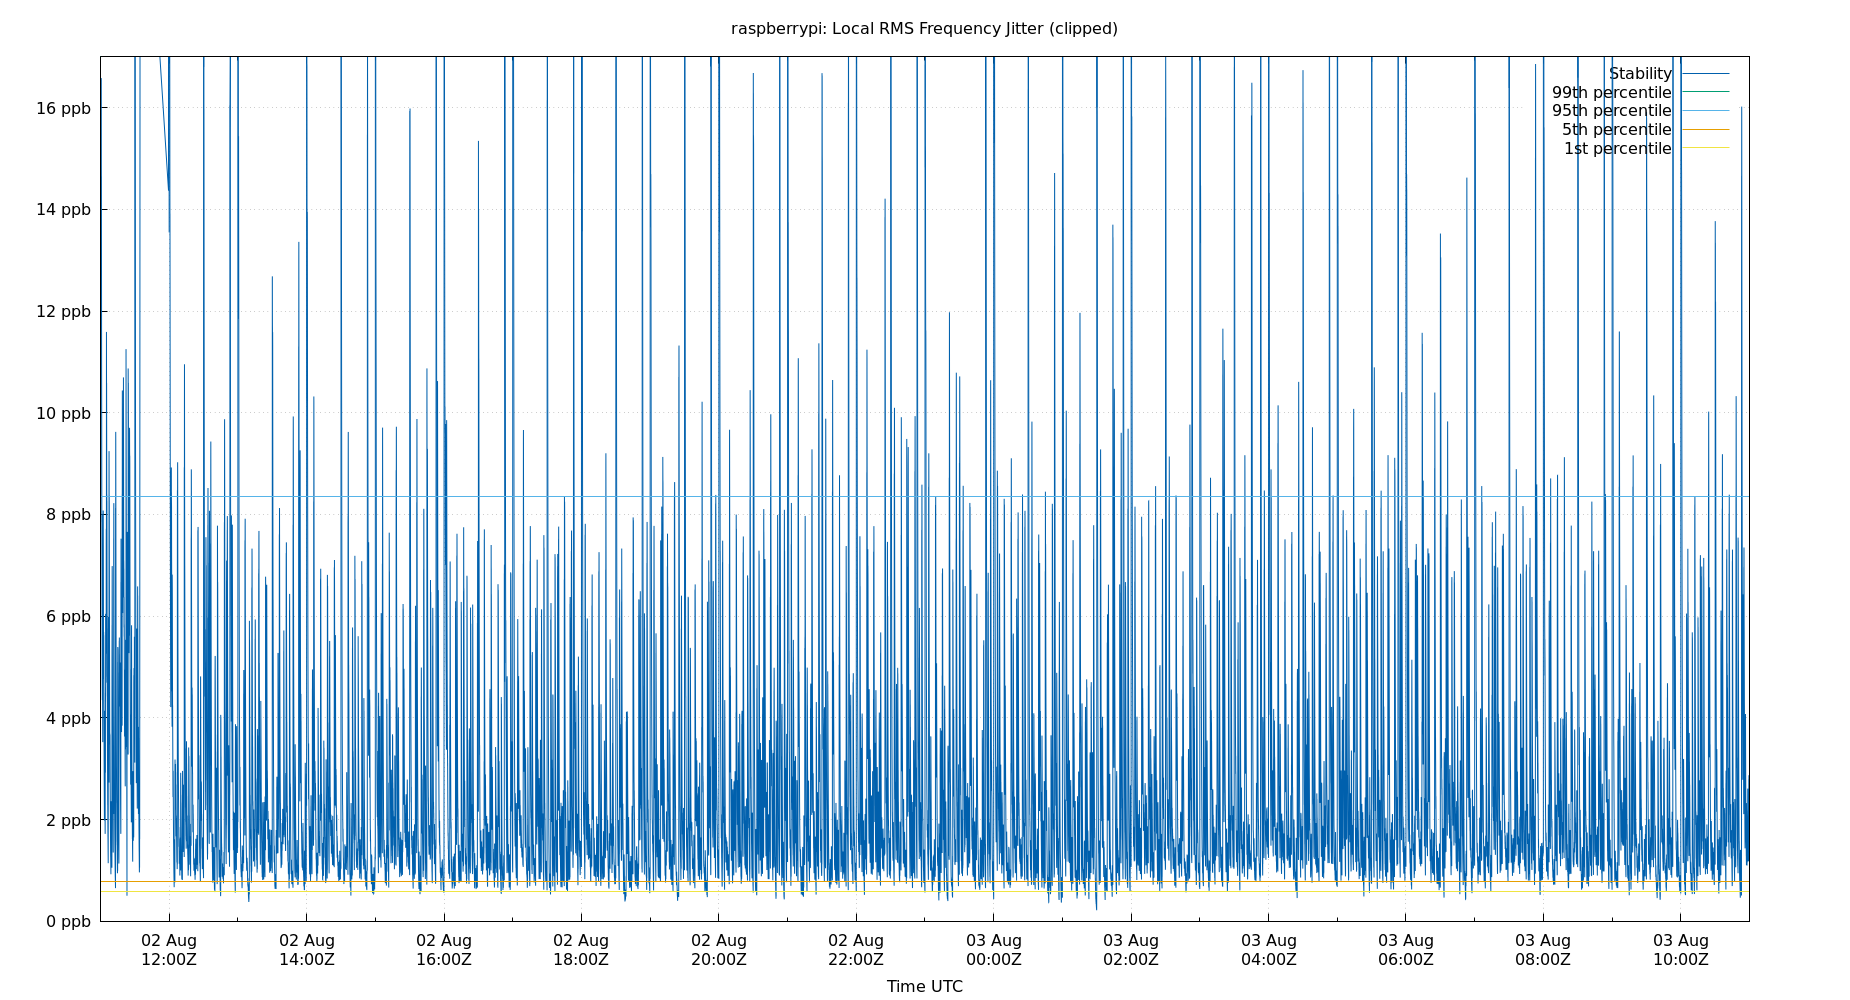 raspberrypi: Local RMS Frequency Jitter (clipped)
Stability
99th percentile
95th percentile
5th percentile
1st percentile
16 ppb
14 ppb
12 ppb
10 ppb
8 ppb
6 ppb
4 ppb
2 ppb
0 ppb
02 Aug 02 Aug 02 Aug 02 Aug 02 Aug 02 Aug 03 Aug 03 Aug 03 Aug 03 Aug 03 Aug 03 Aug
12:00Z 14:00Z 16:00Z 18:00Z 20:00Z 22:00Z 00:00Z 02:00Z 04:00Z 06:00Z 08:00Z 10:00Z
Time UTC